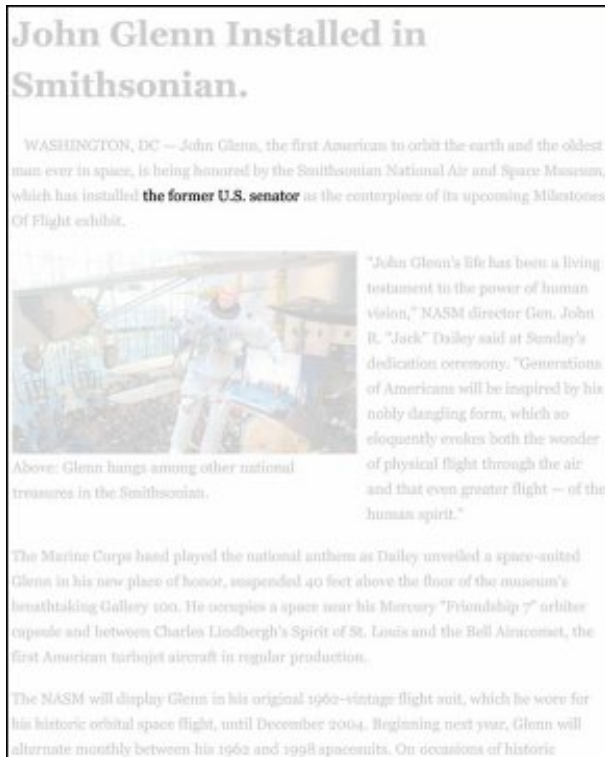 John Glenn Installed in
Smithsonian.
WASHINGTON, DC — John Glenn, the first American to orbit the earth and the oldest
man ever in space, is being honored by the Smithsonian National Air and Space Museum,
which has installed the former U.S. senator as the centerpiece of its upcoming Milestones
Of Flight exhibit.
"John Glenn's life has been a living
testament to the power of human
vision," NASM director Gen. John
R. "Jack" Dailey said at Sunday's
dedication ceremony. "Generations
of Americans will be inspired by his
nobly dangling form, which so
eloquently evokes both the wonder
of physical flight through the air
and that even greater flight — of the
human spirit."
Above: Glenn hangs among other national
treasures in the Smithsonian.
The Marine Corps band played the national anthem as Dailey unveiled a space-suited
Glenn in his new place of honor, suspended 40 feet above the floor of the museum's
breathtaking Gallery 100. He occupies a space near his Mercury "Friendship 7" orbiter
capsule and between Charles Lindbergh's Spirit of St. Louis and the Bell Airacomet, the
first American turbojet aircraft in regular production.
The NASM will display Glenn in his original 1962-vintage flight suit, which he wore for
his historic orbital space flight, until December 2004. Beginning next year, Glenn will
alternate monthly between his 1962 and 1998 spacesuits. On occasions of historic